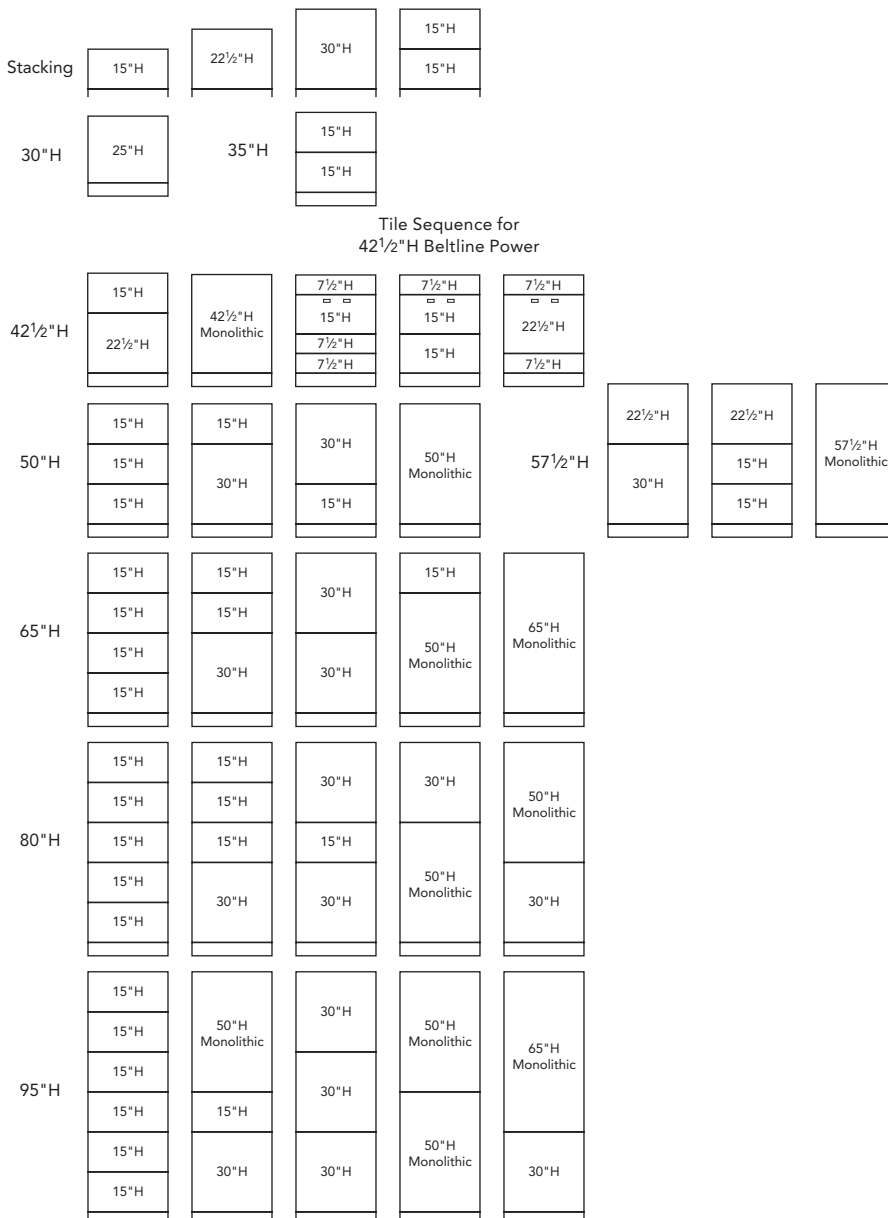 Stacking
15"H
22½"H
30"H
15"H
15"H
30"H
25"H
35"H
15"H
15"H
Tile Sequence for
42½"H Beltline Power
42½"H
15"H
22½"H
42½"H
Monolithic
7½"H
15"H
7½"H
7½"H
7½"H
15"H
15"H
7½"H
22½"H
7½"H
50"H
15"H
15"H
15"H
15"H
30"H
30"H
15"H
50"H
Monolithic
57½"H
22½"H
30"H
22½"H
15"H
15"H
57½"H
Monolithic
65"H
15"H
15"H
15"H
15"H
15"H
15"H
30"H
30"H
30"H
15"H
50"H
Monolithic
65"H
Monolithic
80"H
15"H
15"H
15"H
15"H
15"H
15"H
15"H
15"H
30"H
30"H
15"H
30"H
30"H
50"H
Monolithic
50"H
Monolithic
30"H
95"H
15"H
15"H
15"H
15"H
15"H
15"H
50"H
Monolithic
15"H
30"H
30"H
30"H
30"H
50"H
Monolithic
50"H
Monolithic
65"H
Monolithic
30"H